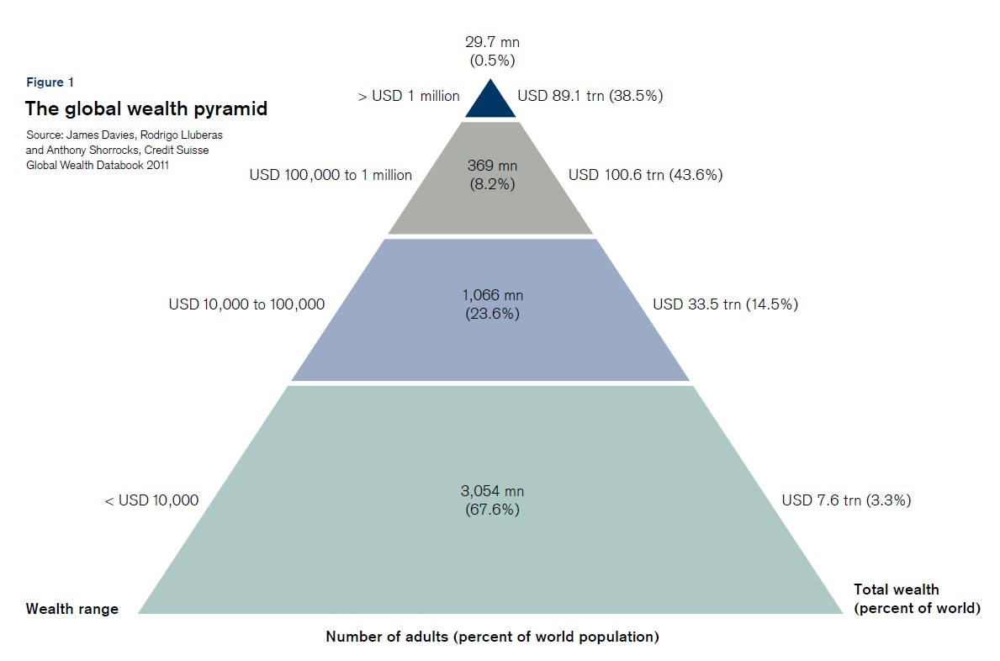 29.7 mn
(0.5%)
Figure 1
The global wealth pyramid
Source: James Davies, Rodrigo Lluberas
and Anthony Shorrocks, Credit Suisse
Global Wealth Databook 2011
> USD 1 million
USD 89.1 trn (38.5%)
USD 100,000 to 1 million
369 mn
(8.2%)
USD 100.6 trn (43.6%)
USD 10,000 to 100,000
1,066 mn
(23.6%)
USD 33.5 trn (14.5%)
< USD 10,000
3,054 mn
(67.6%)
USD 7.6 trn (3.3%)
Wealth range
Total wealth
(percent of world)
Number of adults (percent of world population)